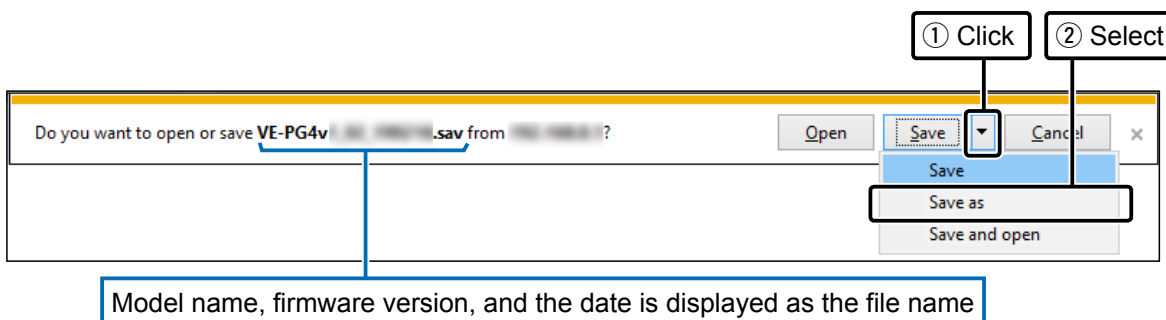 ① Click
② Select
Do you want to open or save VE-PG4v .sav from ?
Open
Save
Cancel
Save
Save as
Save and open
Model name, firmware version, and the date is displayed as the file name